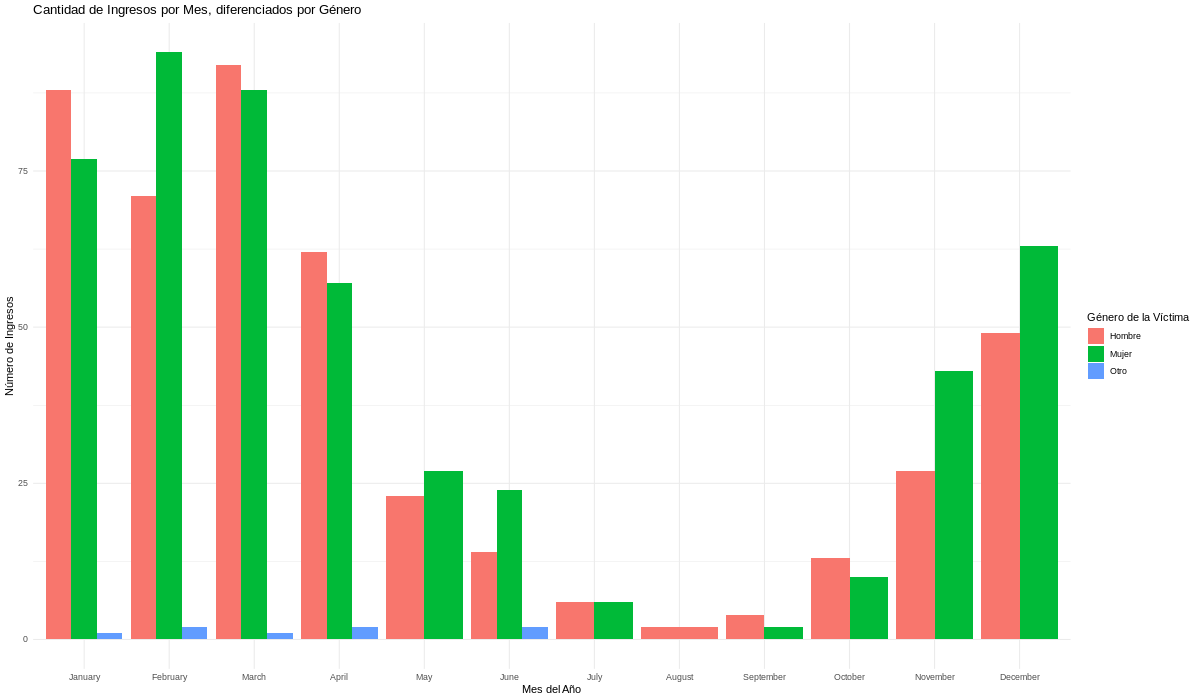 Cantidad de Ingresos por Mes, diferenciados por Género
Número de Ingresos
75
50
25
0
January February March April May June July August September October November December
Mes del Año
Género de la Víctima
Hombre
Mujer
Otro